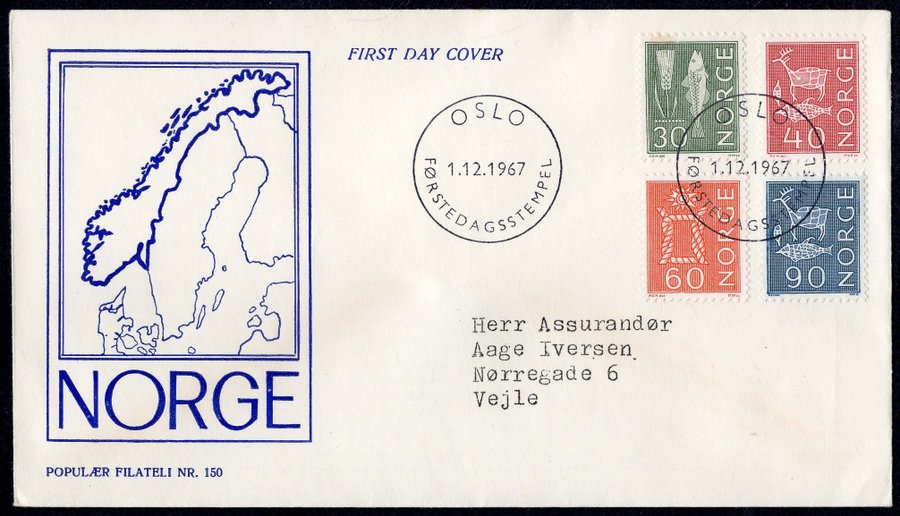 FIRST DAY COVER
OSLO
1.12.1967
FØRSTEDAGSSTEMPEL
30
NORGE
40
NORGE
60
NORGE
90
NORGE
OSLO
1.12.1967
FØRSTEDAGSSTEMPEL
Herr Assurandør
Aage Iversen
Nørregade 6
Vejle
NORGE
POPULÆR FILATELI NR. 150